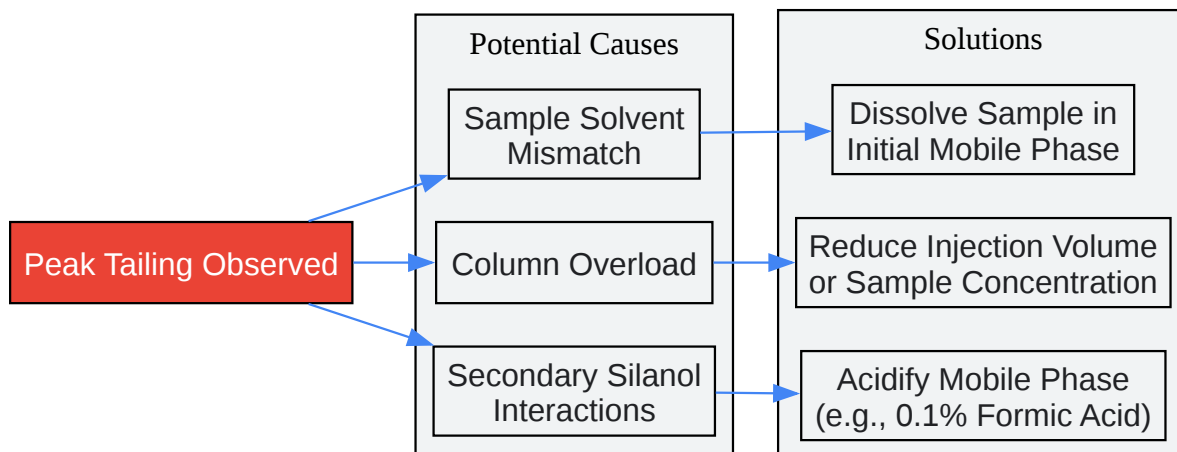 Peak Tailing Observed
Potential Causes
Sample Solvent
Mismatch
Column Overload
Secondary Silanol
Interactions
Solutions
Dissolve Sample in
Initial Mobile Phase
Reduce Injection Volume
or Sample Concentration
Acidify Mobile Phase
(e.g., 0.1% Formic Acid)